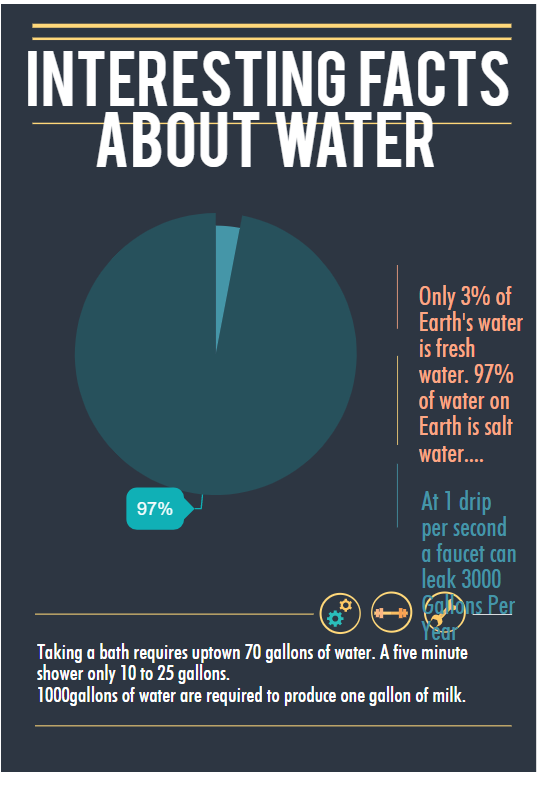 INTERESTING FACTS
ABOUT WATER
Only 3% of
Earth's water
is fresh
water. 97%
of water on
Earth is salt
water....
97%
At 1 drip
per second
a faucet can
leak 3000
Gallons Per
Year
Taking a bath requires uptown 70 gallons of water. A five minute
shower only 10 to 25 gallons.
1000gallons of water are required to produce one gallon of milk.